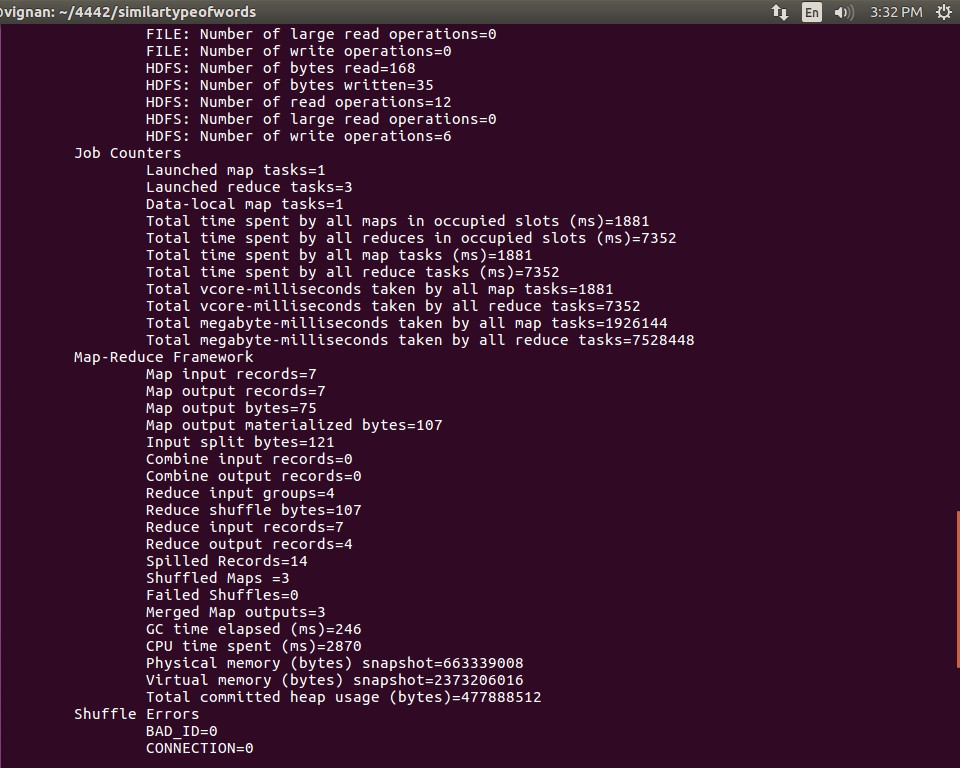 vignan: ~/4442/similartypeofwords
En
3:32 PM
FILE: Number of large read operations=0
FILE: Number of write operations=0
HDFS: Number of bytes read=168
HDFS: Number of bytes written=35
HDFS: Number of read operations=12
HDFS: Number of large read operations=0
HDFS: Number of write operations=6
Job Counters
Launched map tasks=1
Launched reduce tasks=3
Data-local map tasks=1
Total time spent by all maps in occupied slots (ms)=1881
Total time spent by all reduces in occupied slots (ms)=7352
Total time spent by all map tasks (ms)=1881
Total time spent by all reduce tasks (ms)=7352
Total vcore-milliseconds taken by all map tasks=1881
Total vcore-milliseconds taken by all reduce tasks=7352
Total megabyte-milliseconds taken by all map tasks=1926144
Total megabyte-milliseconds taken by all reduce tasks=7528448
Map-Reduce Framework
Map input records=7
Map output records=7
Map output bytes=75
Map output materialized bytes=107
Input split bytes=121
Combine input records=0
Combine output records=0
Reduce input groups=4
Reduce shuffle bytes=107
Reduce input records=7
Reduce output records=4
Spilled Records=14
Shuffled Maps =3
Failed Shuffles=0
Merged Map outputs=3
GC time elapsed (ms)=246
CPU time spent (ms)=2870
Physical memory (bytes) snapshot=663339008
Virtual memory (bytes) snapshot=2373206016
Total committed heap usage (bytes)=477888512
Shuffle Errors
BAD_ID=0
CONNECTION=0